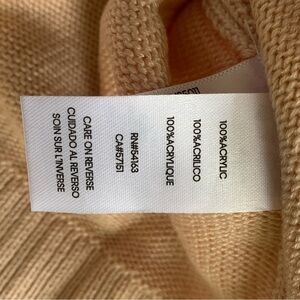 100%ACRYLIC
100%ACRILICO
100%ACRYLIQUE
RN#54163
CA#57151
CARE ON REVERSE
CUIDADO AL REVERSO
SOIN SUR L'INVERSE